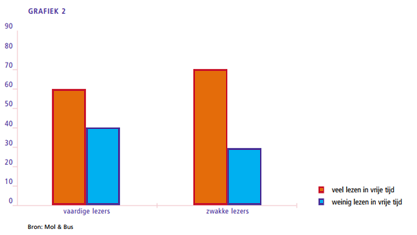 GRAFIEK 2
90
80
70
60
50
40
30
20
10
0
vaardige lezers
zwakke lezers
veel lezen in vrije tijd
weinig lezen in vrije tijd
Bron: Mol & Bus